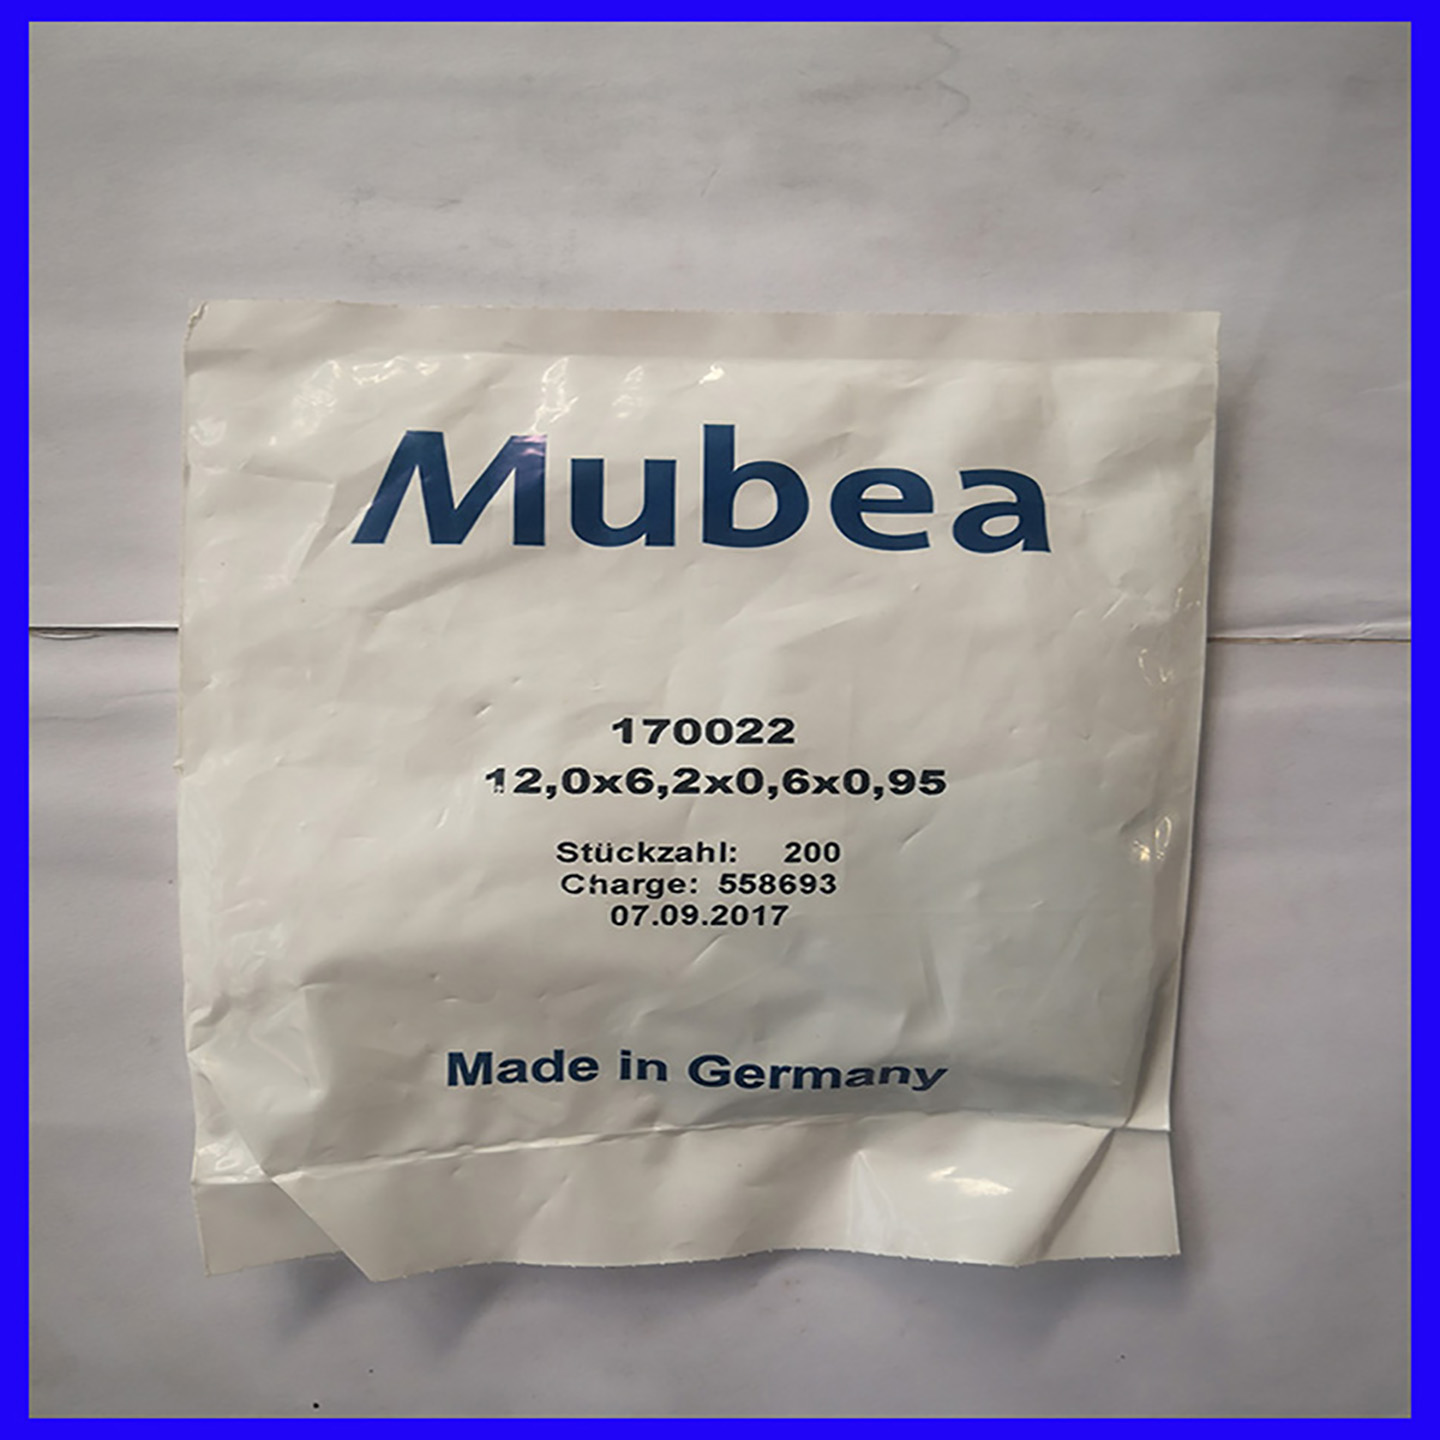 Mubea
170022
12,0x6,2x0,6x0,95
Stückzahl: 200
Charge: 558693
07.09.2017
Made in Germany